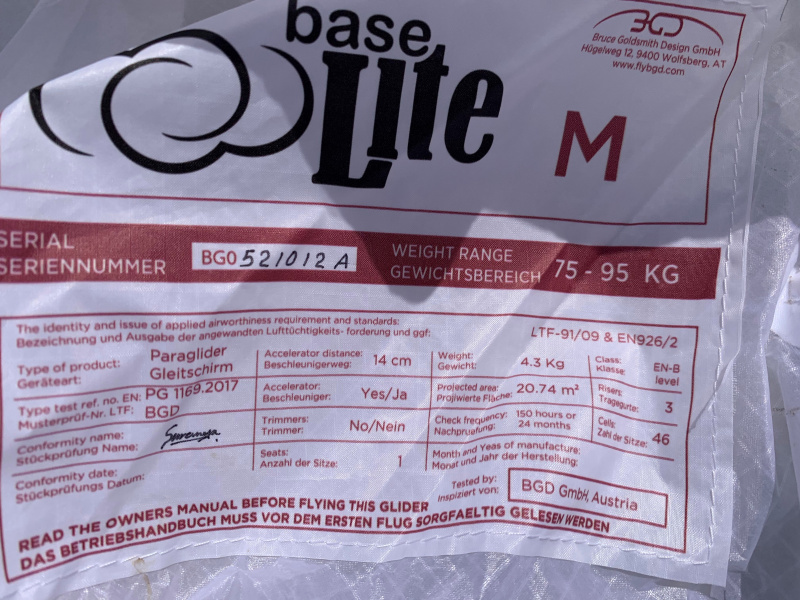 base
Lite
BGD
Bruce Goldsmith Design GmbH
Hügelweg 12, 9400 Wolfsberg, AT
www.flybgd.com
M
SERIAL
SERIENNUMMER
BGO 521012 A
WEIGHT RANGE
GEWICHTSBEREICH
75 - 95 KG
The identity and issue of applied airworthiness requirement and standards:
Bezeichnung und Ausgabe der angewandten Lufttüchtigkeits- forderung und ggf:
LTF-91/09 & EN926/2
Type of product:
Geräteart:
Paraglider
Gleitschirm
Type test ref. no. EN: PG 1169.2017
Musterprüf-Nr. LTF: BGD
Conformity name:
Stückprüfung Name:
Conformity date:
Stückprüfungs Datum:
Accelerator distance:
Beschleunigerweg:
14 cm
Accelerator:
Beschleuniger:
Yes/Ja
Trimmers:
Trimmer:
No/Nein
Seats:
Anzahl der Sitze:
1
Weight:
Gewicht:
4.3 Kg
Projected area:
Projwierte Fläche:
20.74 m²
Check frequency:
Nachprüfung:
150 hours or
24 months
Month and Yeas of manufacture:
Monat und Jahr der Herstellung:
Class:
Klasse:
EN-B
level
Risers:
Tragegurte:
3
Cells:
Zahl der Sitze:
46
Tested by:
Inspiziert von:
BGD GmbH, Austria
READ THE OWNERS MANUAL BEFORE FLYING THIS GLIDER
DAS BETRIEBSHANDBUCH MUSS VOR DEM ERSTEN FLUG SORGFAELTIG GELESEN WERDEN